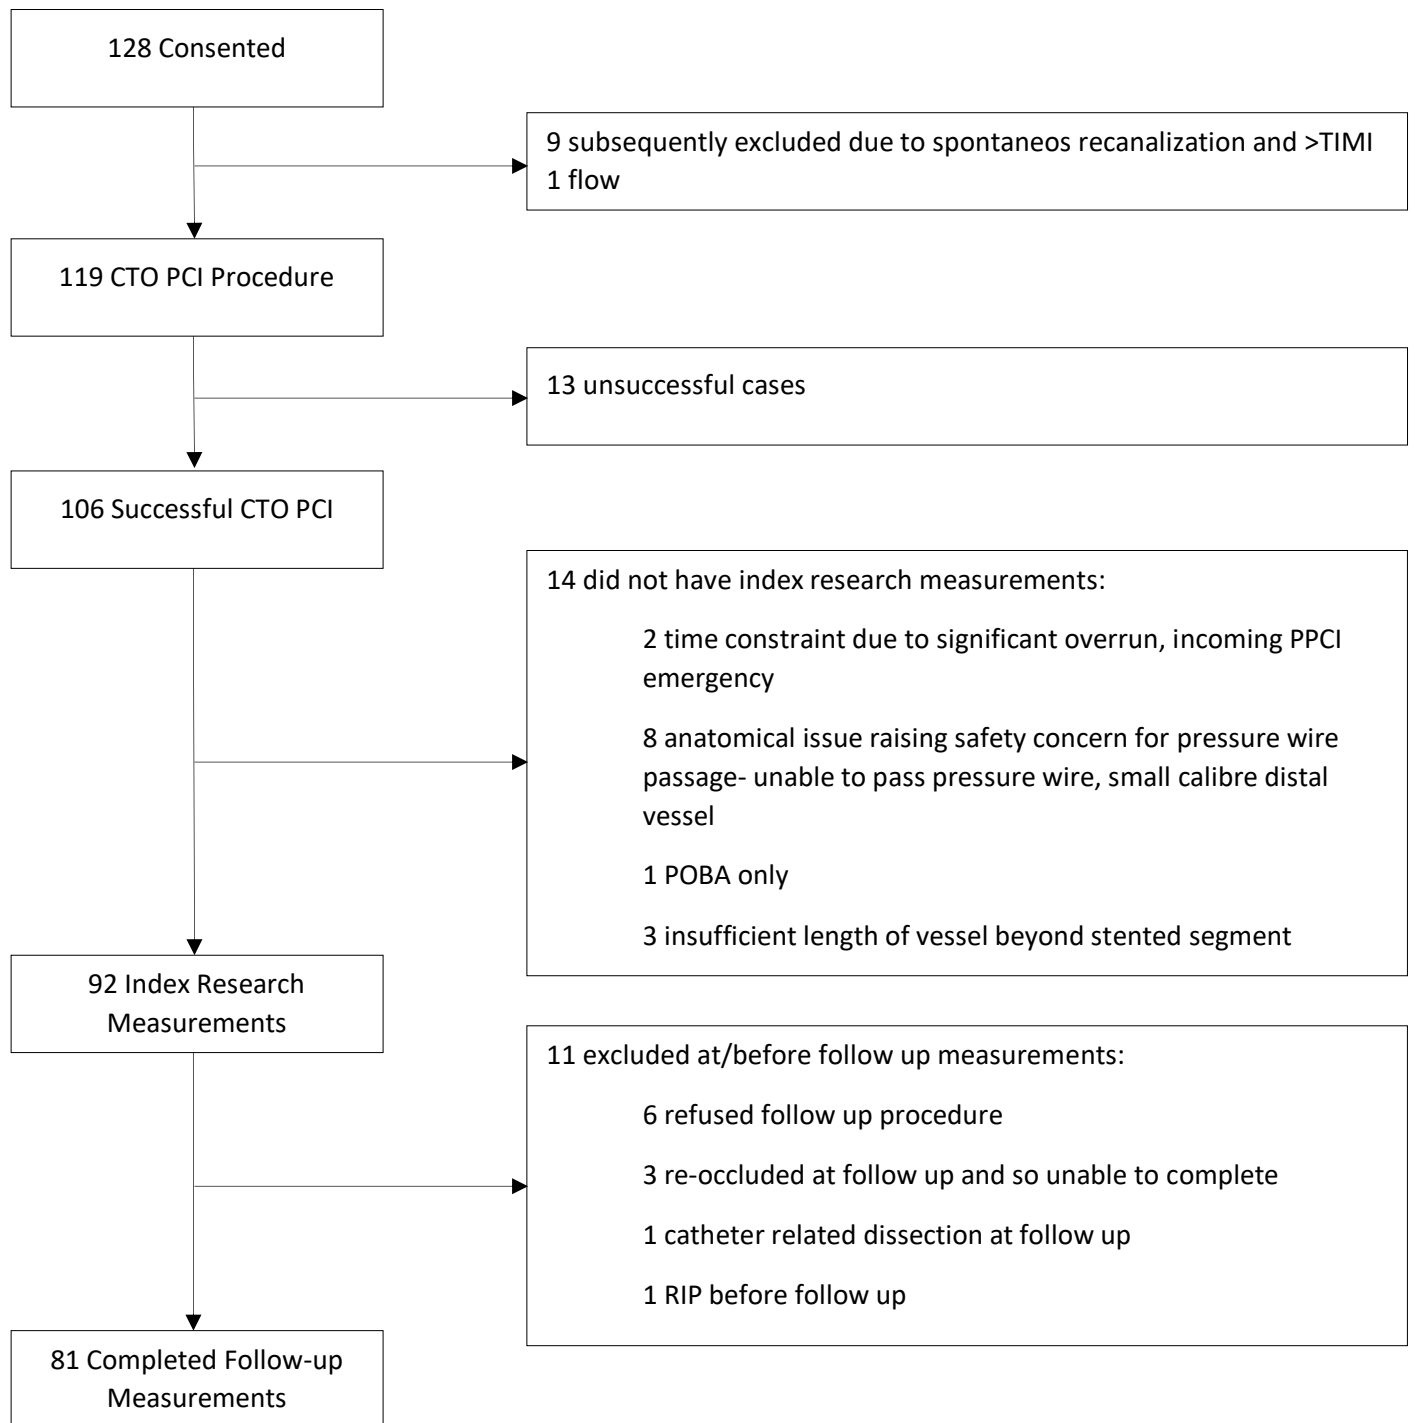 128 Consented
9 subsequently excluded due to spontaneos recanalization and >TIMI
1 flow
119 CTO PCI Procedure
13 unsuccessful cases
106 Successful CTO PCI
14 did not have index research measurements:
2 time constraint due to significant overrun, incoming PPCI
emergency
8 anatomical issue raising safety concern for pressure wire
passage- unable to pass pressure wire, small calibre distal
vessel
1 POBA only
3 insufficient length of vessel beyond stented segment
92 Index Research
Measurements
11 excluded at/before follow up measurements:
6 refused follow up procedure
3 re-occluded at follow up and so unable to complete
1 catheter related dissection at follow up
1 RIP before follow up
81 Completed Follow-up
Measurements